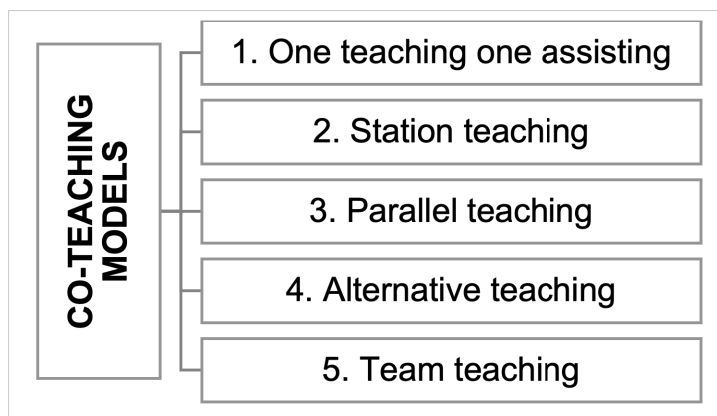 CO-TEACHING
MODELS
1. One teaching one assisting
2. Station teaching
3. Parallel teaching
4. Alternative teaching
5. Team teaching